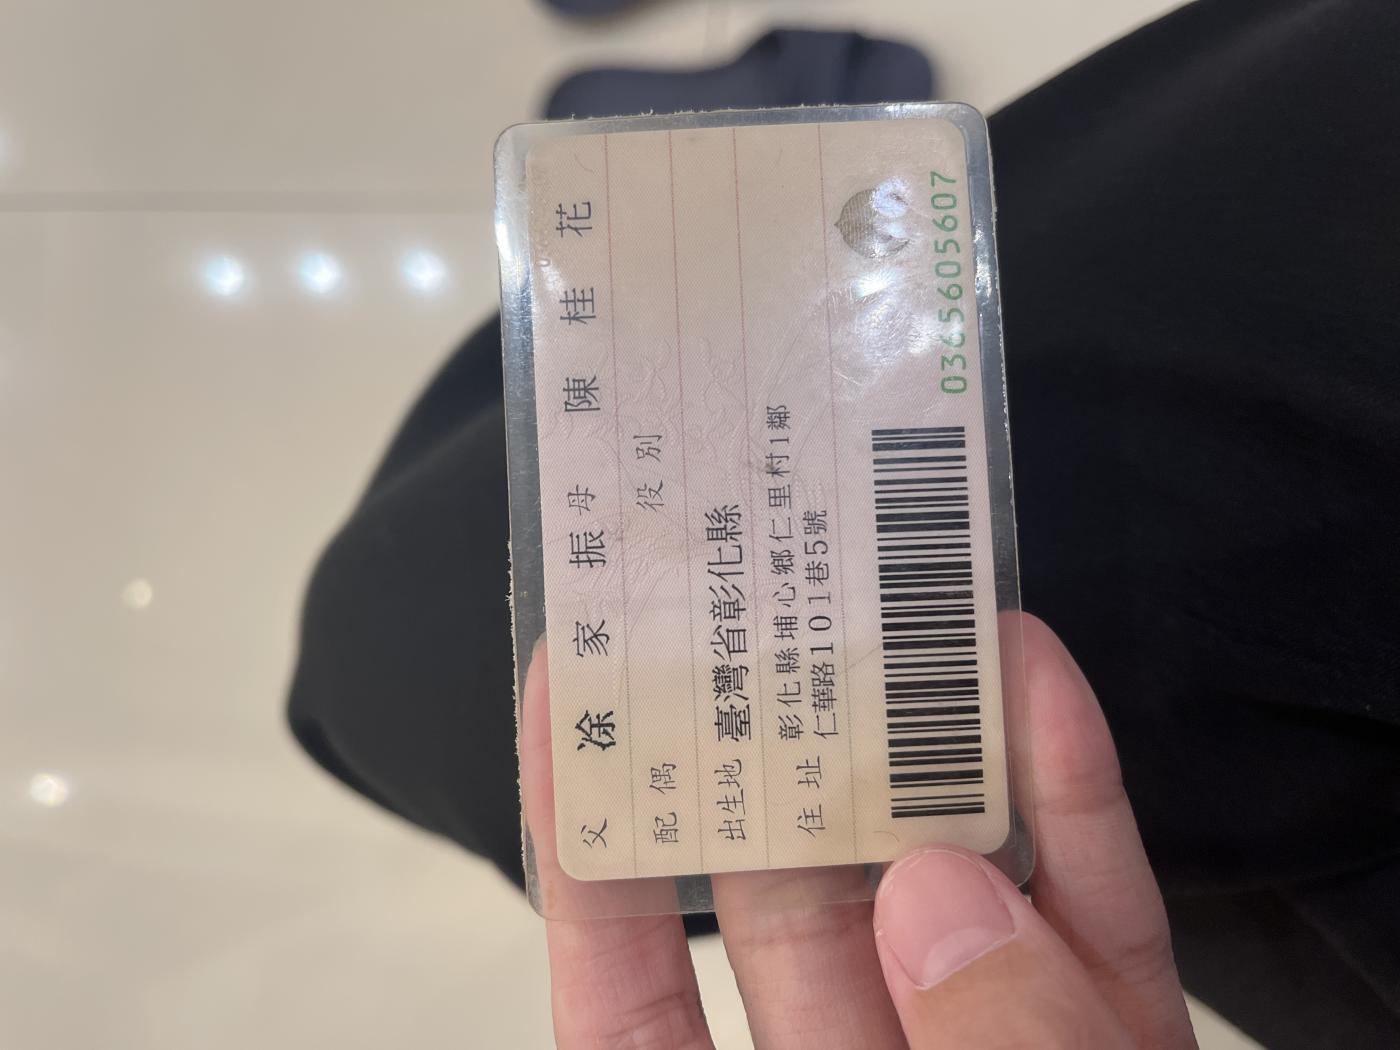 父 凃家振 母 陳桂花
配偶 役別
出生地 臺灣省彰化縣
住址 彰化縣埔心鄉仁里村1鄰
仁華路101巷5號
0365605607